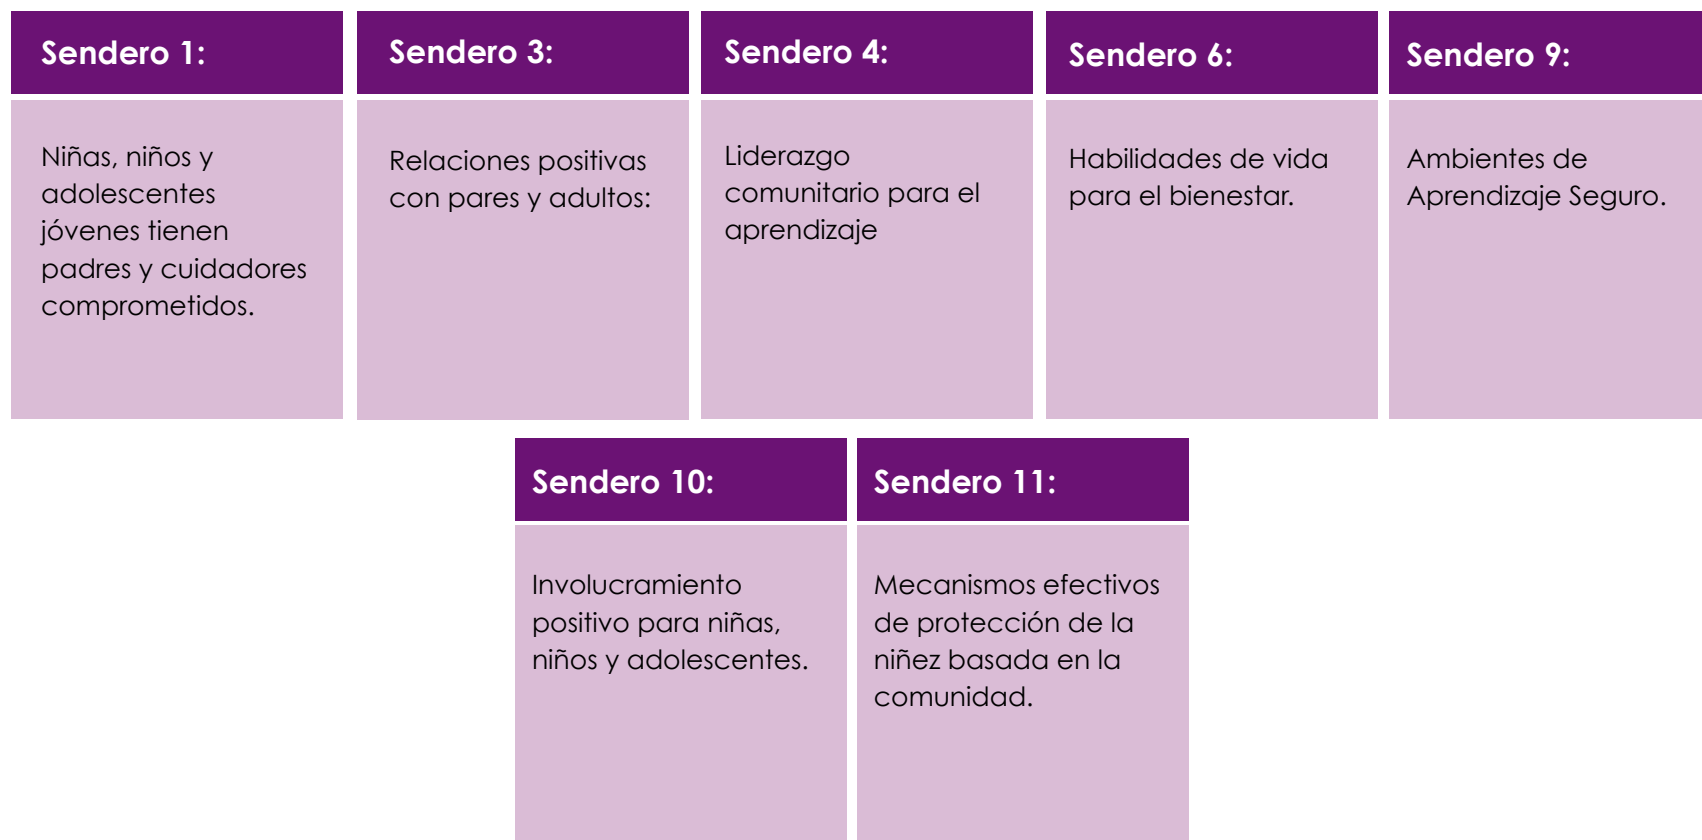 Sendero 1:
Niñas, niños y
adolescentes
jóvenes tienen
padres y cuidadores
comprometidos.
Sendero 3:
Relaciones positivas
con pares y adultos:
Sendero 4:
Liderazgo
comunitario para el
aprendizaje
Sendero 6:
Habilidades de vida
para el bienestar.
Sendero 9:
Ambientes de
Aprendizaje Seguro.
Sendero 10:
Involucramiento
positivo para niñas,
niños y adolescentes.
Sendero 11:
Mecanismos efectivos
de protección de la
niñez basada en la
comunidad.